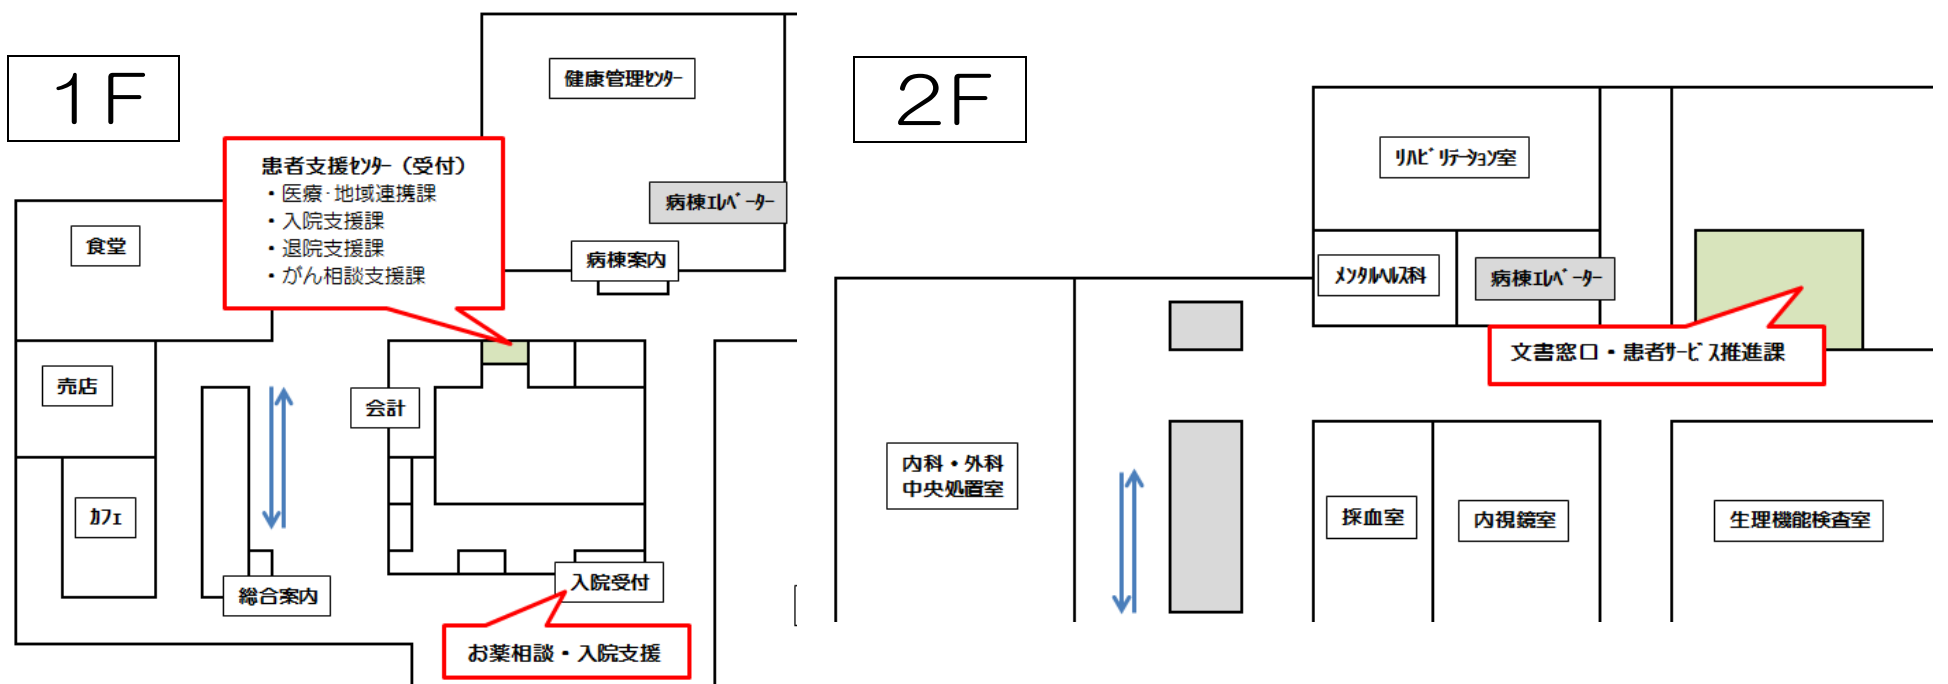 1F
健康管理ｾﾝﾀｰ
患者支援ｾﾝﾀｰ（受付）
・医療･地域連携課
・入院支援課
・退院支援課
・がん相談支援課
病棟ｴﾚﾍﾞｰﾀｰ
食堂
病棟案内
売店
会計
ｶﾌｪ
総合案内
入院受付
お薬相談・入院支援
2F
ﾘﾊﾋﾞﾘﾃｰｼｮﾝ室
ﾒﾝﾀﾙﾍﾙｽ科
病棟ｴﾚﾍﾞｰﾀｰ
文書窓口・患者ｻｰﾋﾞｽ推進課
内科・外科
中央処置室
採血室
内視鏡室
生理機能検査室